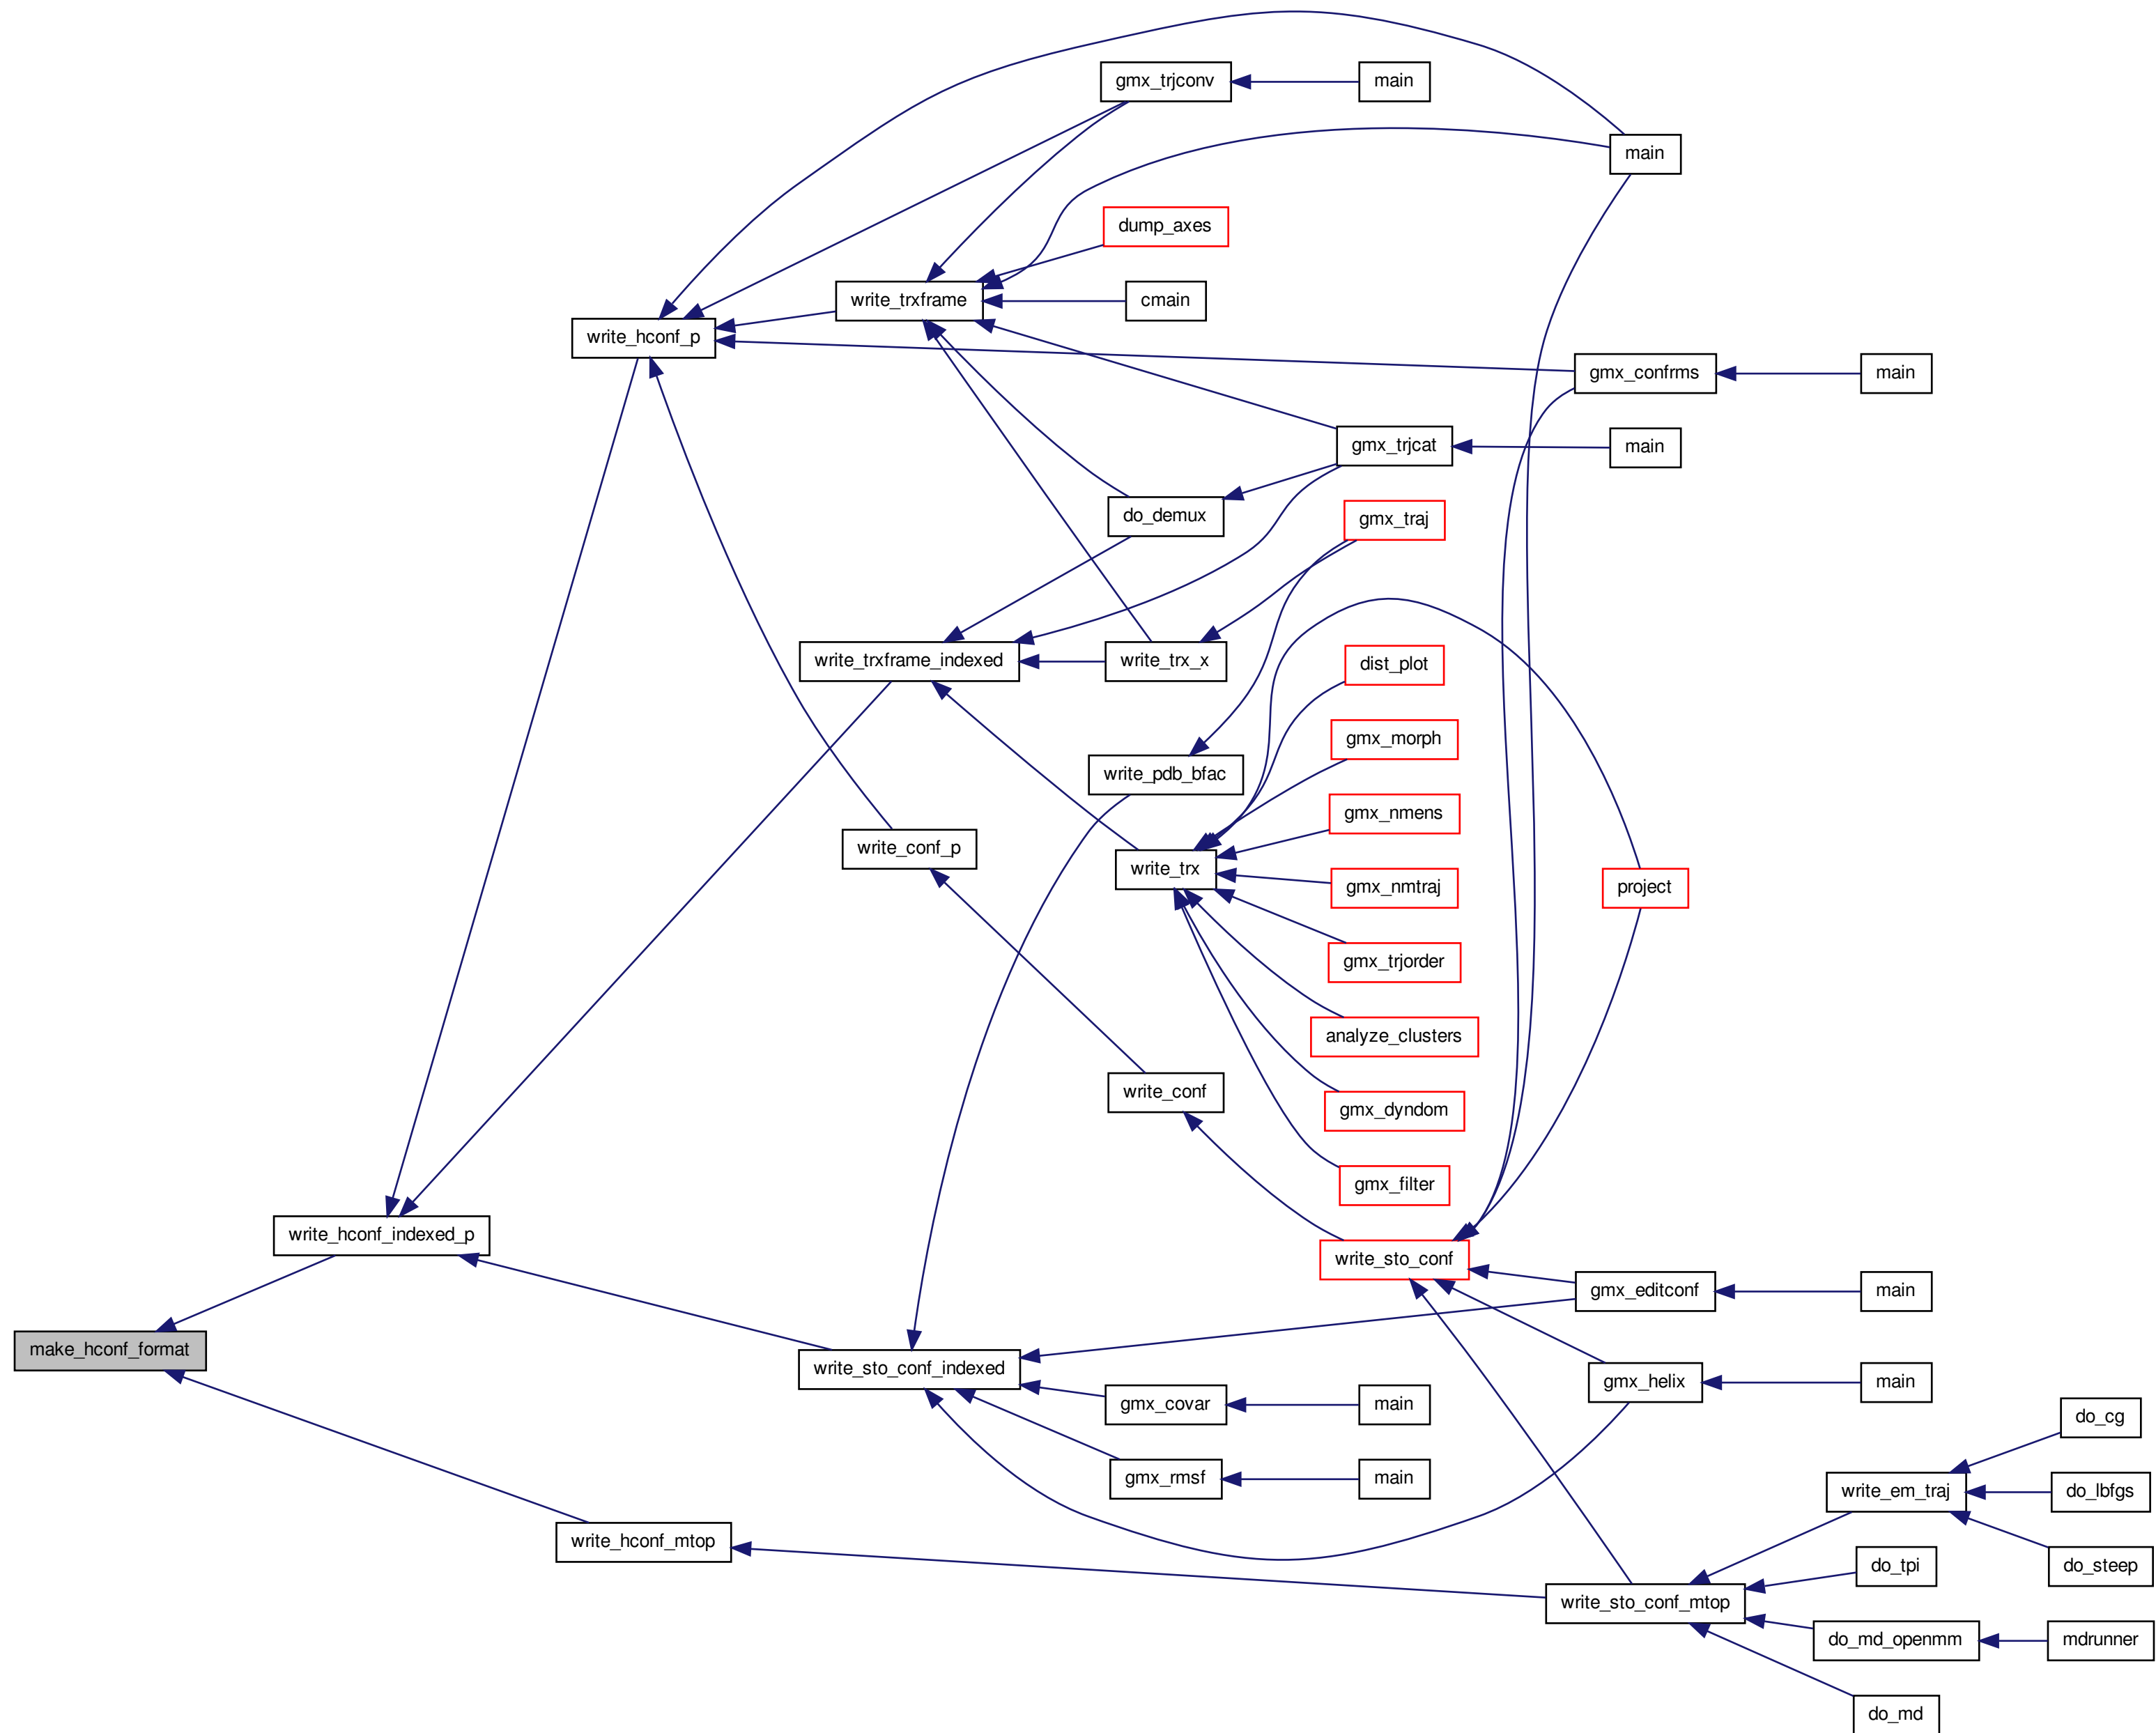 gmx_trjconv
main
main
dump_axes
write_trxframe
cmain
write_hconf_p
gmx_confrms
main
gmx_trjcat
main
do_demux
gmx_traj
write_trxframe_indexed
write_trx_x
dist_plot
gmx_morph
write_pdb_bfac
gmx_nmens
write_conf_p
write_trx
gmx_nmtraj
project
gmx_trjorder
analyze_clusters
write_conf
gmx_dyndom
gmx_filter
write_hconf_indexed_p
write_sto_conf
gmx_editconf
main
make_hconf_format
write_sto_conf_indexed
gmx_helix
main
gmx_covar
main
do_cg
gmx_rmsf
main
write_em_traj
do_lbfgs
write_hconf_mtop
do_tpi
do_steep
write_sto_conf_mtop
do_md_openmm
mdrunner
do_md